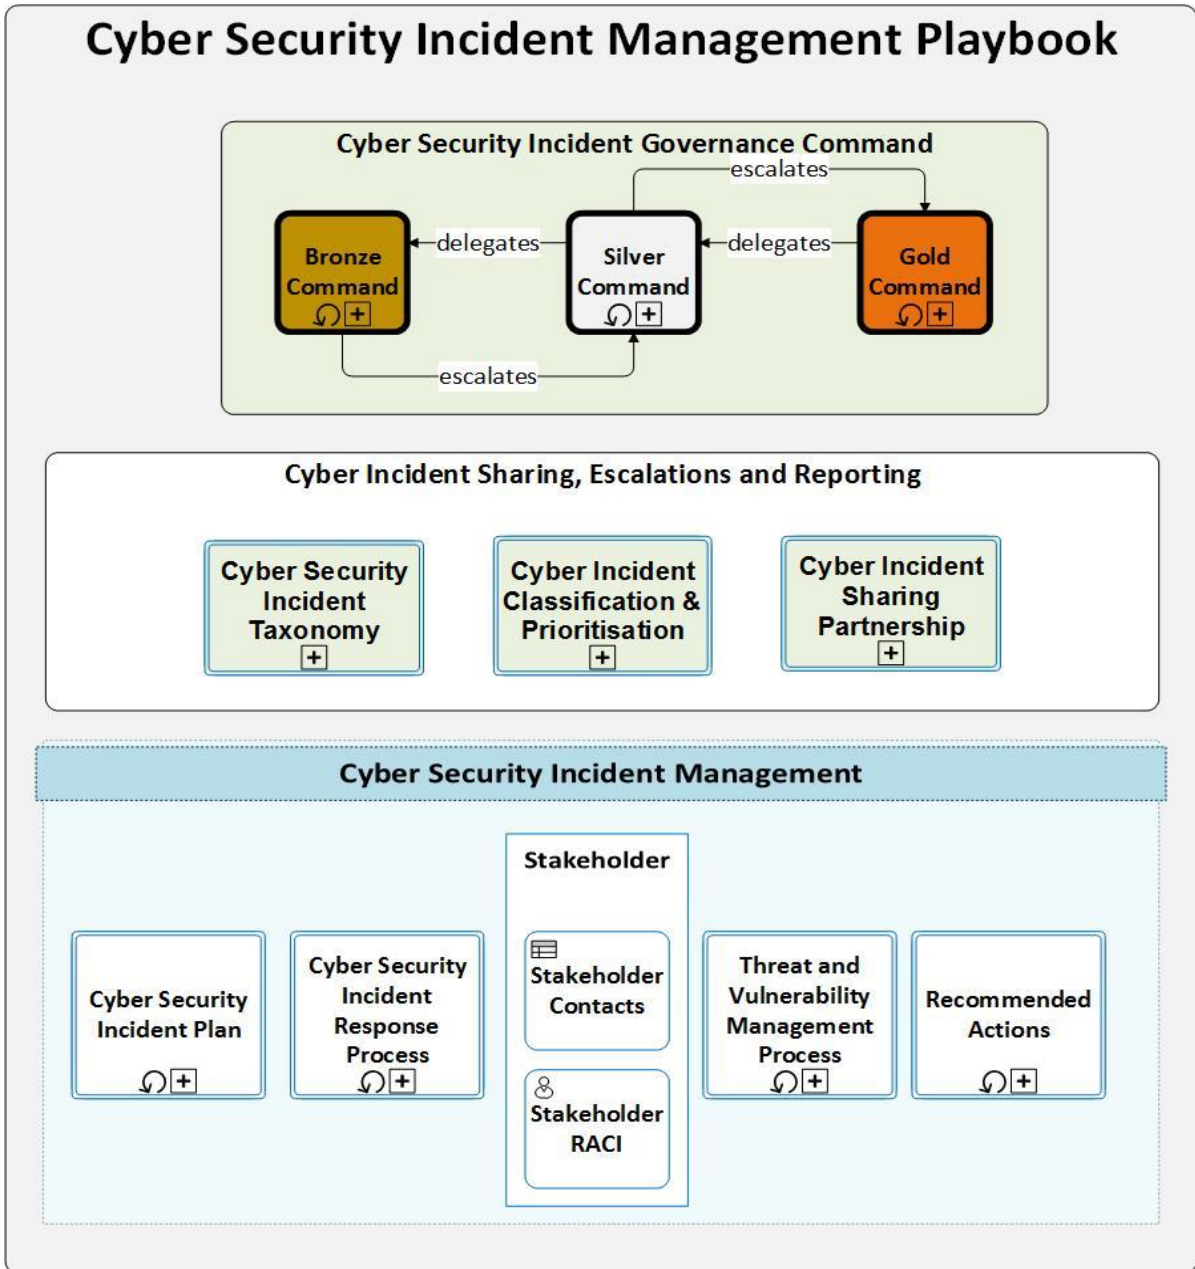 Cyber Security Incident Management Playbook
Cyber Security Incident Governance Command
escalates
delegates
delegates
Bronze
Command
Silver
Command
Gold
Command
escalates
Cyber Incident Sharing, Escalations and Reporting
Cyber Security
Incident
Taxonomy
Cyber Incident
Classification &
Prioritisation
Cyber Incident
Sharing
Partnership
Cyber Security Incident Management
Cyber Security
Incident Plan
Cyber Security
Incident
Response
Process
Stakeholder
Stakeholder
Contacts
Stakeholder
RACI
Threat and
Vulnerability
Management
Process
Recommended
Actions